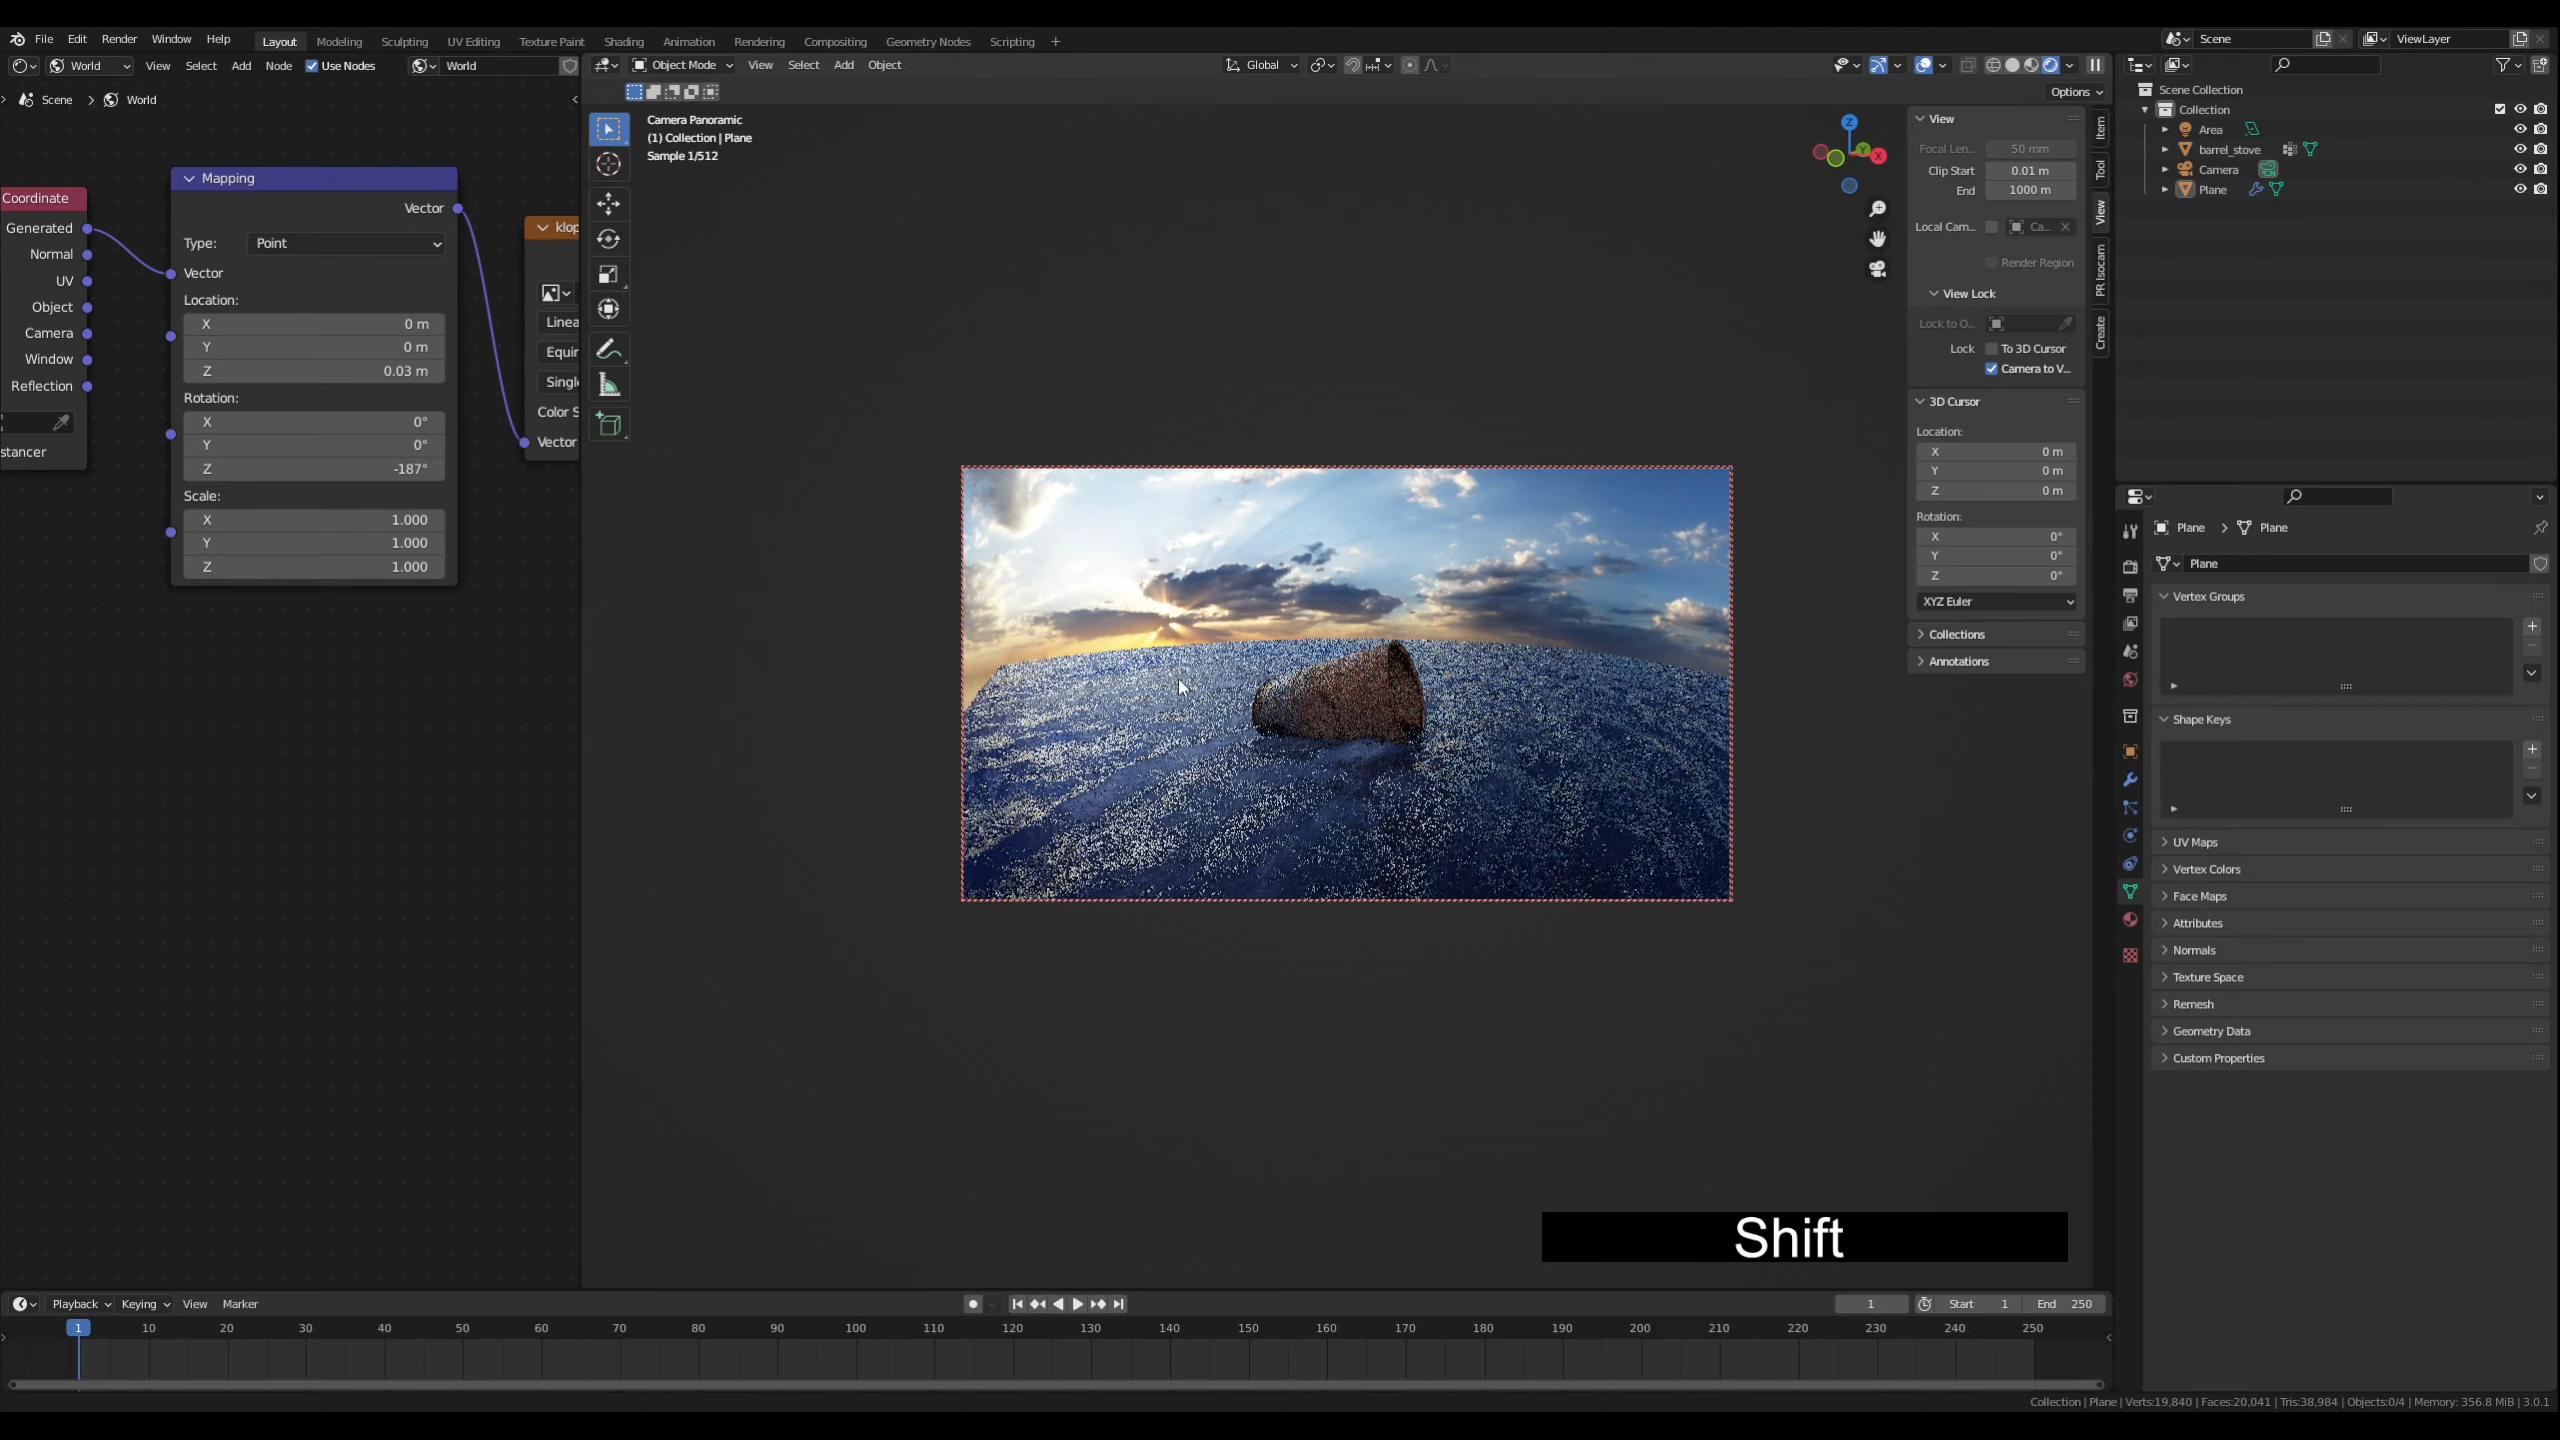 File Edit Render Window Help Layout Modeling Sculpting UV Editing Texture Paint Shading Animation Rendering Compositing Geometry Nodes Scripting +
Scene ViewLayer
World View Select Add Node Use Nodes World
Object Mode View Select Add Object Global
Options
Scene > World
Coordinate
Generated
Normal
UV
Object
Camera
Window
Reflection
stancer
Mapping
Vector
Type: Point
Vector
Location:
X 0 m
Y 0 m
Z 0.03 m
Rotation:
X 0°
Y 0°
Z -187°
Scale:
X 1.000
Y 1.000
Z 1.000
klop
Linea
Equir
Single
Color S
Vector
Camera Panoramic
(1) Collection | Plane
Sample 1/512
Z
Y
X
View
Focal Len... 50 mm
Clip Start 0.01 m
End 1000 m
Local Cam... Ca...
Render Region
View Lock
Lock to O...
Lock To 3D Cursor
Camera to V...
3D Cursor
Location:
X 0 m
Y 0 m
Z 0 m
Rotation:
X 0°
Y 0°
Z 0°
XYZ Euler
Collections
Annotations
Item
Tool
View
PR Isocam
Create
Scene Collection
Collection
Area
barrel_stove
Camera
Plane
Plane > Plane
Plane
Vertex Groups
Shape Keys
UV Maps
Vertex Colors
Face Maps
Attributes
Normals
Texture Space
Remesh
Geometry Data
Custom Properties
Shift
Playback Keying View Marker
1 Start 1 End 250
1 10 20 30 40 50 60 70 80 90 100 110 120 130 140 150 160 170 180 190 200 210 220 230 240 250
Collection | Plane | Verts:19,840 | Faces:20,041 | Tris:38,984 | Objects:0/4 | Memory: 356.8 MiB | 3.0.1